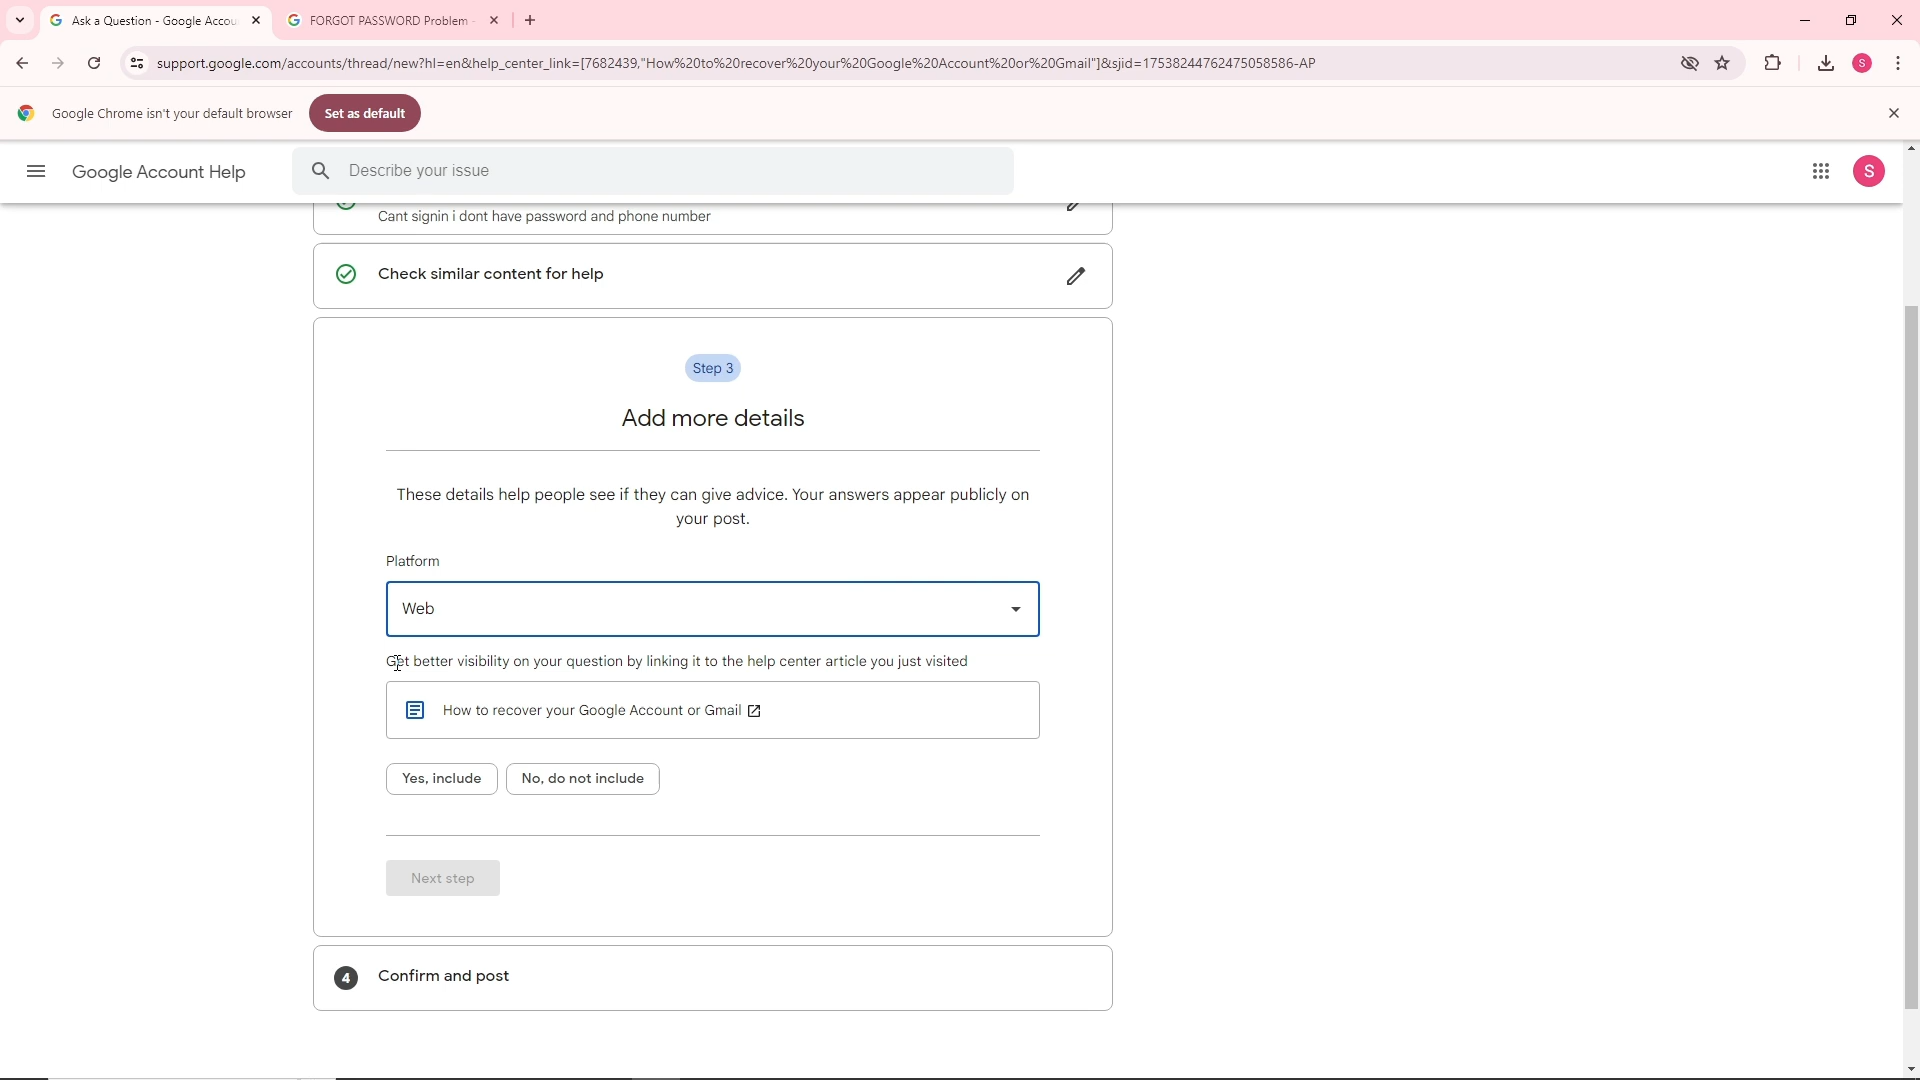 Ask a Question - Google Accou
FORGOT PASSWORD Problem -
support.google.com/accounts/thread/new?hl=en&help_center_link=[7682439,"How%20to%20recover%20your%20Google%20Account%20or%20Gmail"]&sjid=17538244762475058586-AP
S
Google Chrome isn't your default browser
Set as default
Google Account Help
Describe your issue
S
Cant signin i dont have password and phone number
Check similar content for help
Step 3
Add more details
These details help people see if they can give advice. Your answers appear publicly on
your post.
Platform
Web
Get better visibility on your question by linking it to the help center article you just visited
How to recover your Google Account or Gmail
Yes, include
No, do not include
Next step
4
Confirm and post